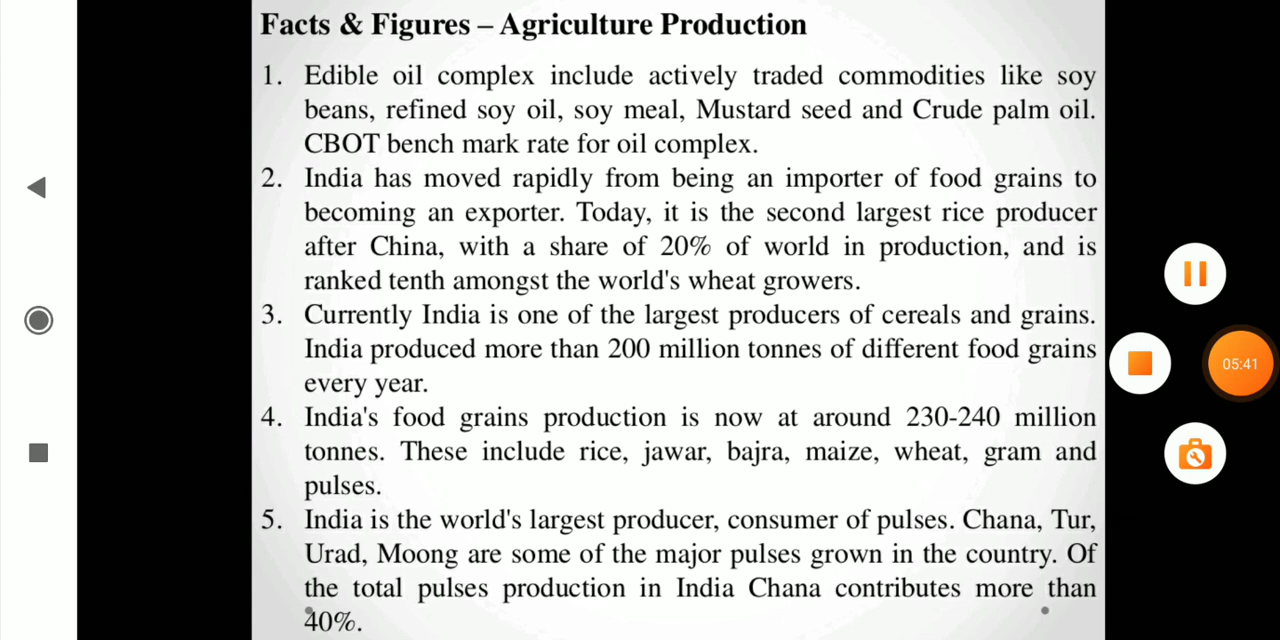 Facts & Figures – Agriculture Production
1. Edible oil complex include actively traded commodities like soy
beans, refined soy oil, soy meal, Mustard seed and Crude palm oil.
CBOT bench mark rate for oil complex.
2. India has moved rapidly from being an importer of food grains to
becoming an exporter. Today, it is the second largest rice producer
after China, with a share of 20% of world in production, and is
ranked tenth amongst the world's wheat growers.
3. Currently India is one of the largest producers of cereals and grains.
India produced more than 200 million tonnes of different food grains
every year.
4. India's food grains production is now at around 230-240 million
tonnes. These include rice, jawar, bajra, maize, wheat, gram and
pulses.
5. India is the world's largest producer, consumer of pulses. Chana, Tur,
Urad, Moong are some of the major pulses grown in the country. Of
the total pulses production in India Chana contributes more than
40%.
05:41